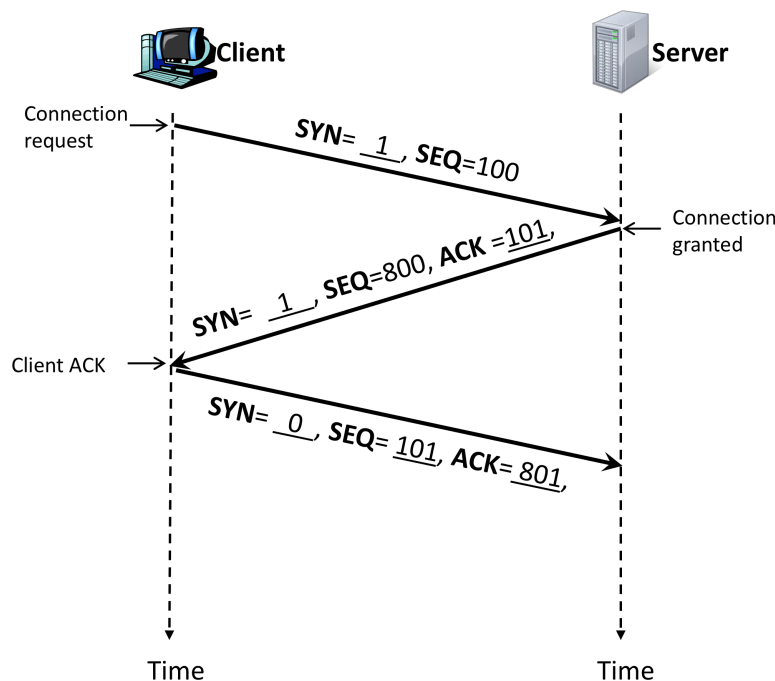 Client
Server
Connection
request
SYN= 1 , SEQ=100
Connection
granted
SYN= 1 , SEQ=800, ACK =101,
Client ACK
SYN= 0 , SEQ= 101, ACK= 801,
Time
Time